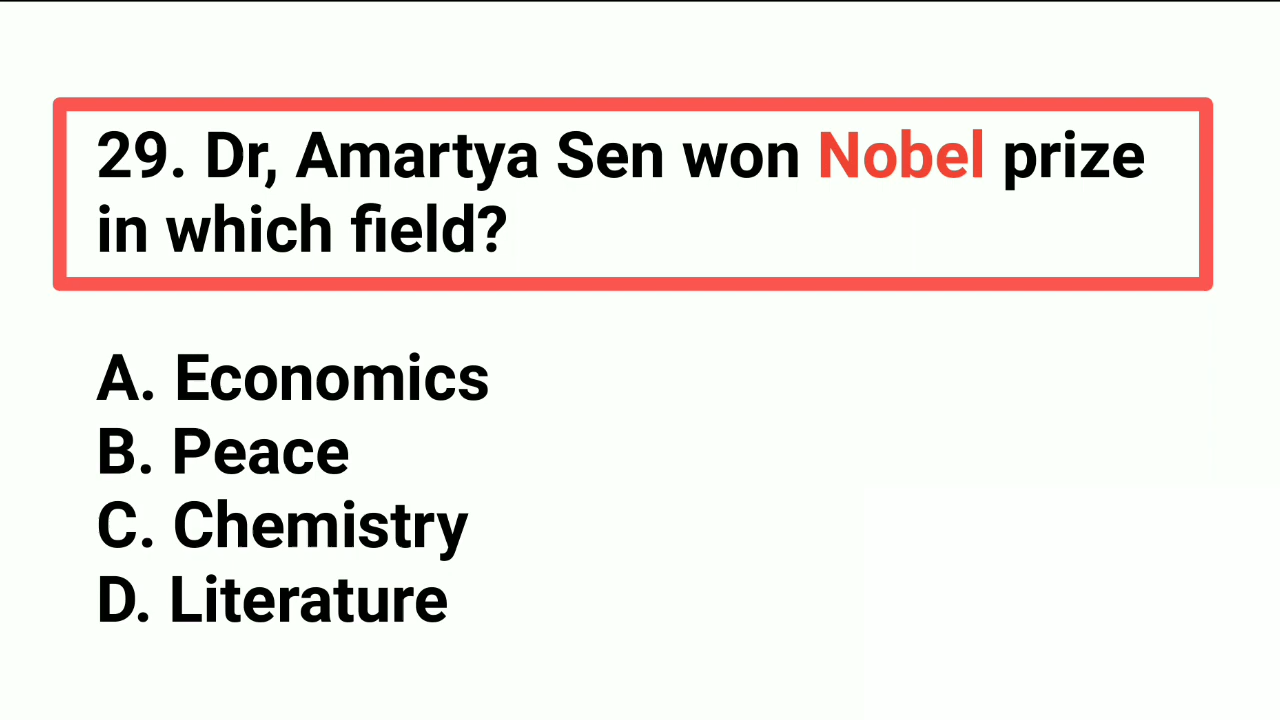 29. Dr, Amartya Sen won Nobel prize
in which field?
A. Economics
B. Peace
C. Chemistry
D. Literature